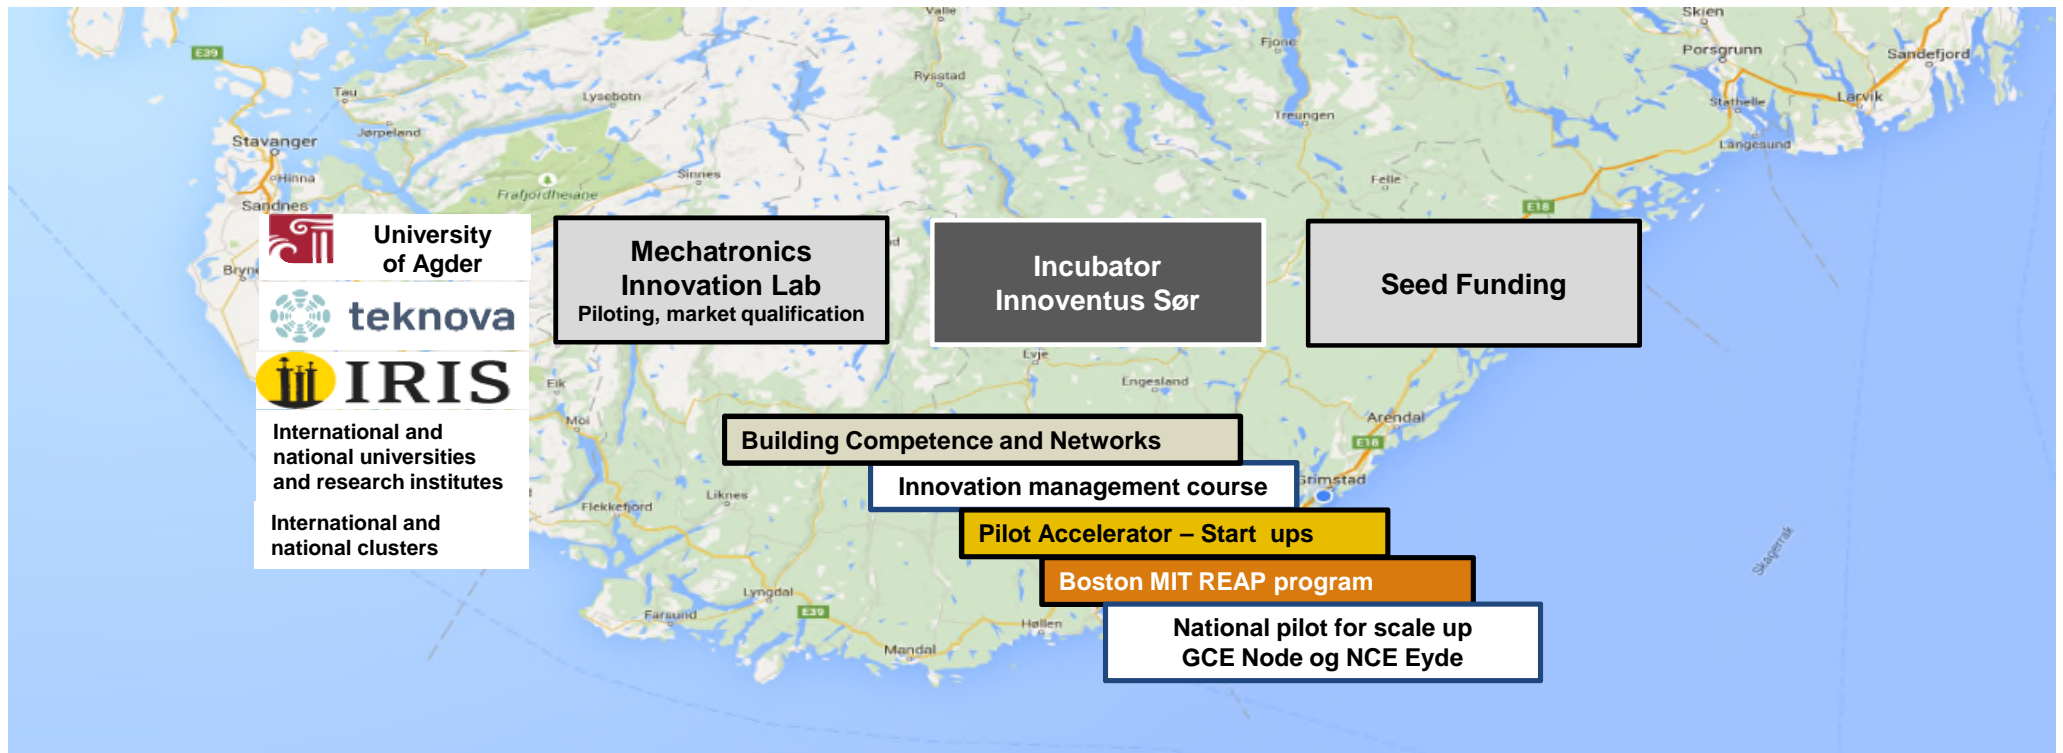 Valle
Skien
E39
Fjone
Porsgrunn
Sandefjord
Rysstad
Tau
Lysebotn
Stathelle
Larvik
Jørpeland
Treungen
Stavanger
Langesund
Hinna
Sinnes
Felle
Frafjordheiane
Sandnes
E18
University
of Agder
Mechatronics
Innovation Lab
Piloting, market qualification
Incubator
Innoventus Sør
Seed Funding
Bryne
teknova
IRIS
Evje
Eik
Engesland
International and
national universities
and research institutes
Moi
Arendal
Building Competence and Networks
E18
Innovation management course
Grimstad
Liknes
Flekkefjord
International and
national clusters
Pilot Accelerator – Start  ups
Skagerrak
Boston MIT REAP program
Lyngdal
E39
Farsund
Høllen
National pilot for scale up
GCE Node og NCE Eyde
Mandal